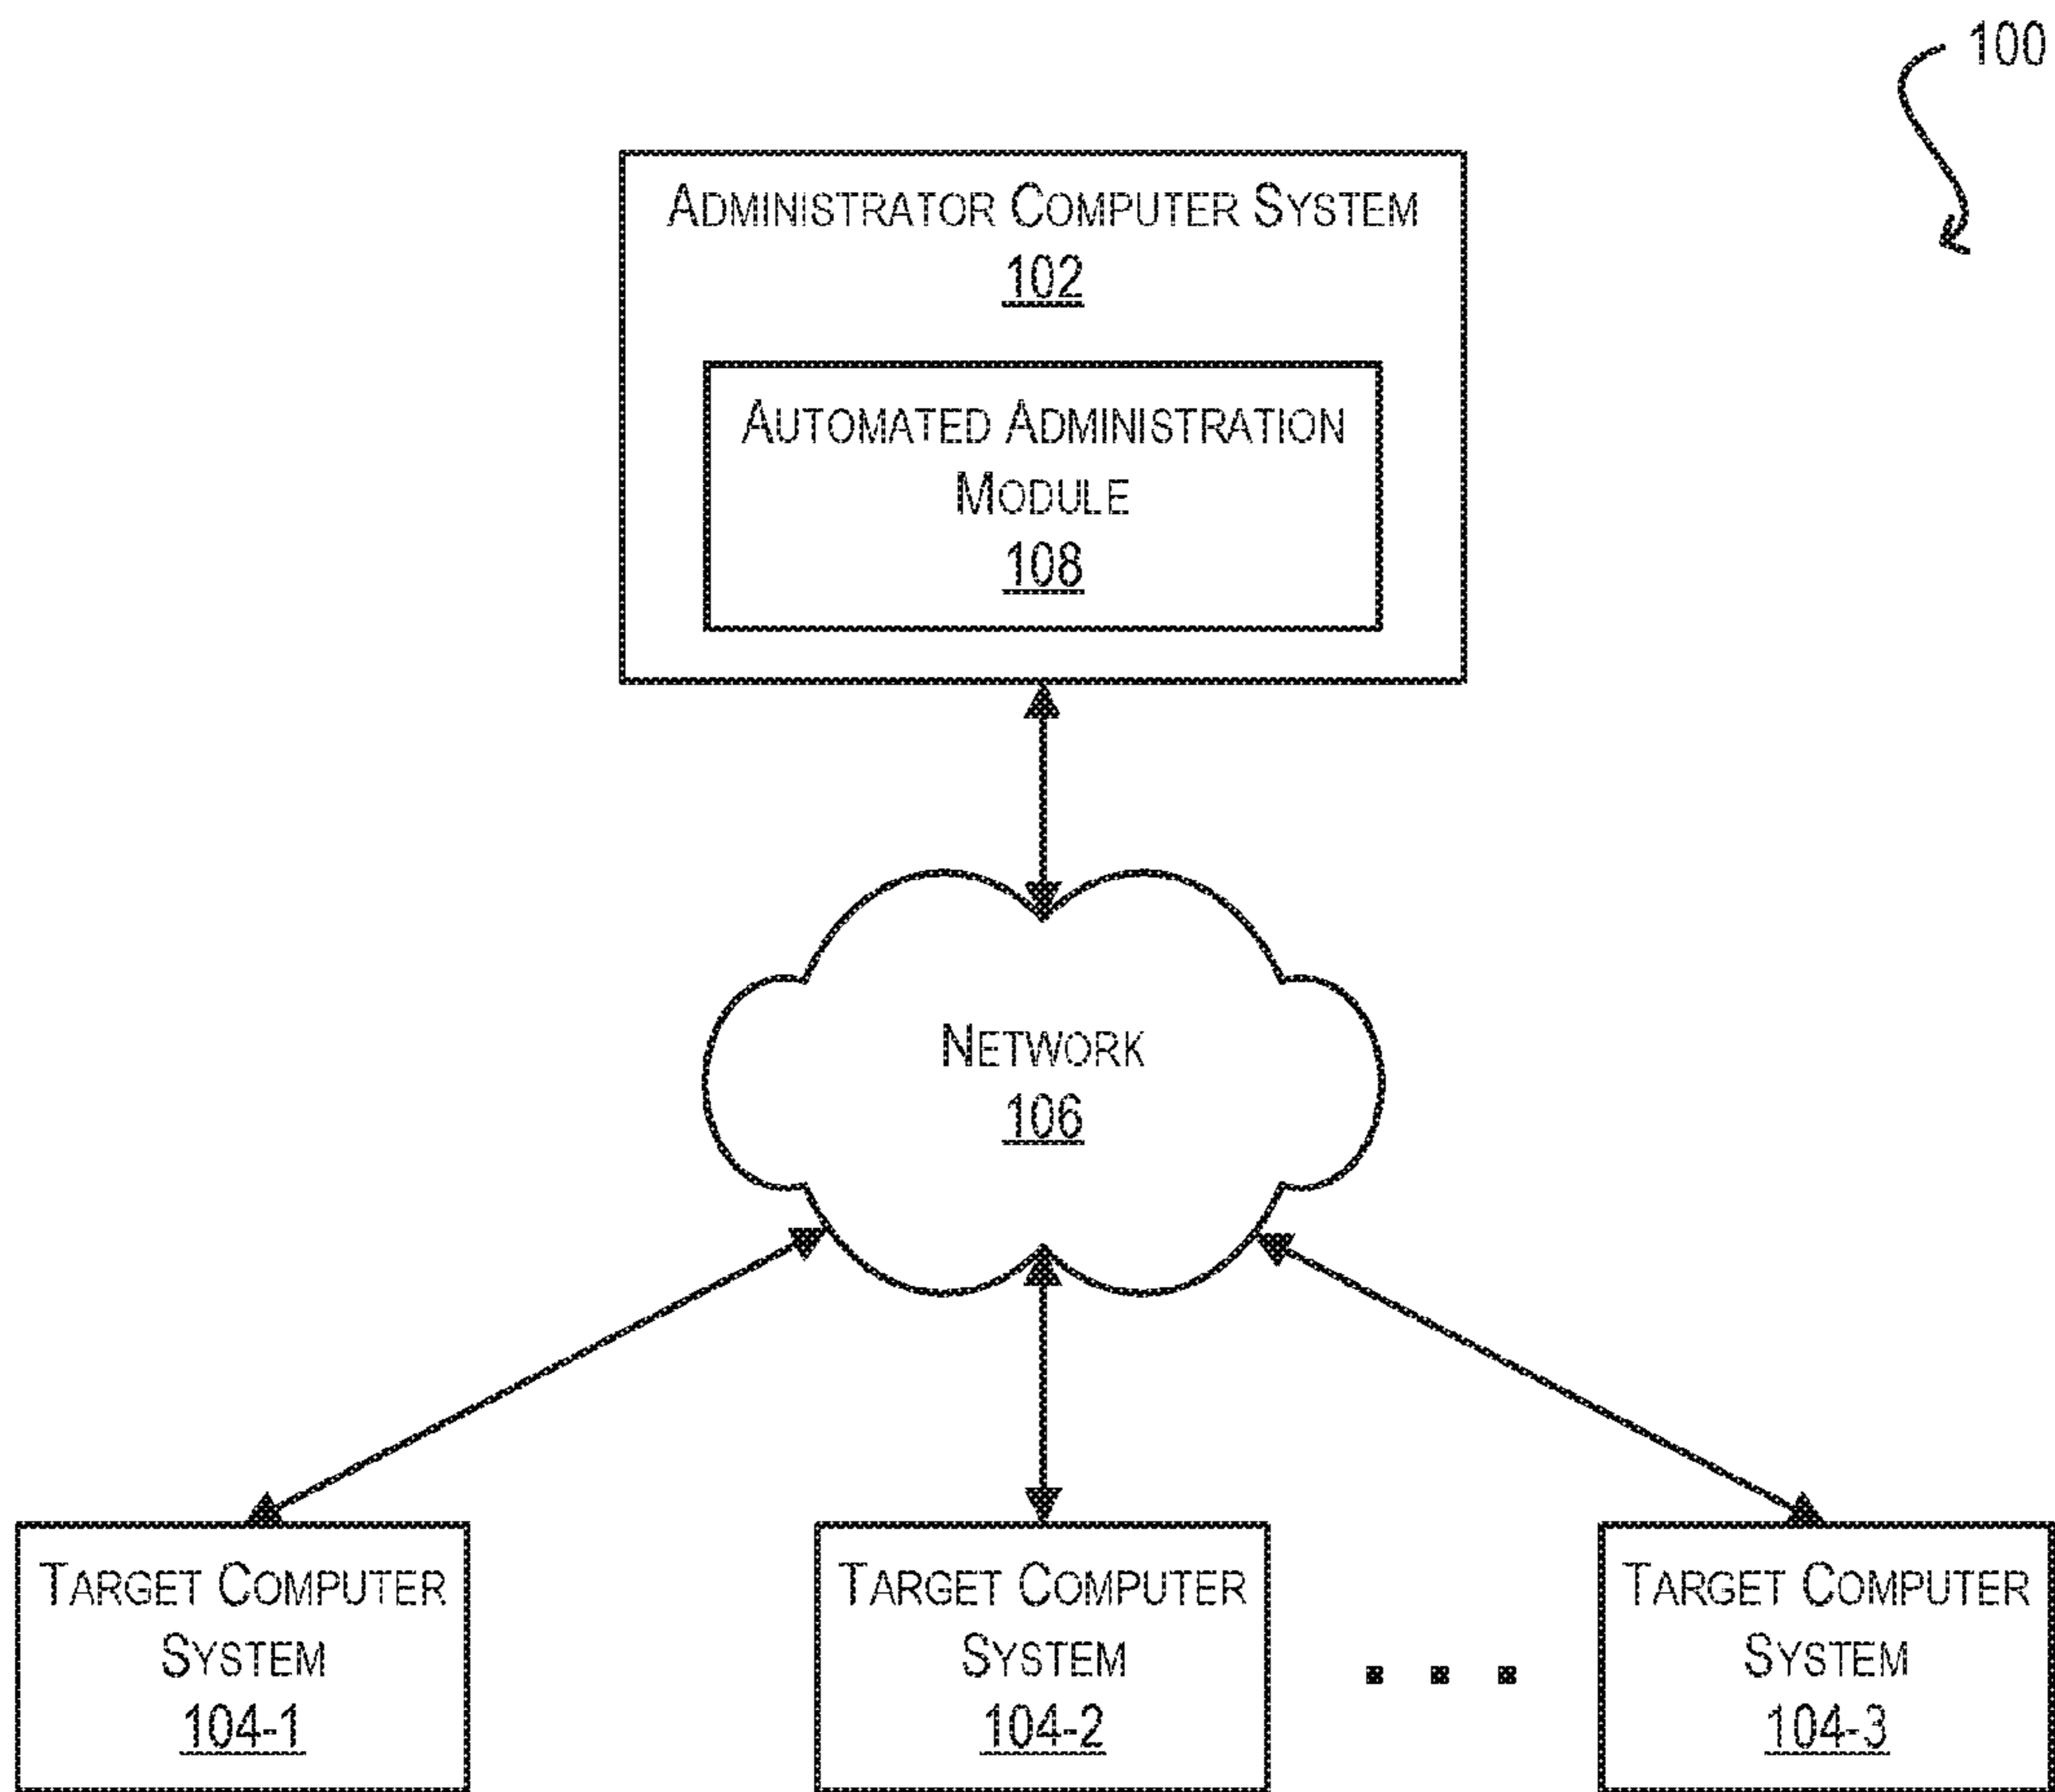 100
ADMINISTRATOR COMPUTER SYSTEM
102
AUTOMATED ADMINISTRATION
MODULE
108
NETWORK
106
TARGET COMPUTER
SYSTEM
104-1
TARGET COMPUTER
SYSTEM
104-2
. . .
TARGET COMPUTER
SYSTEM
104-3